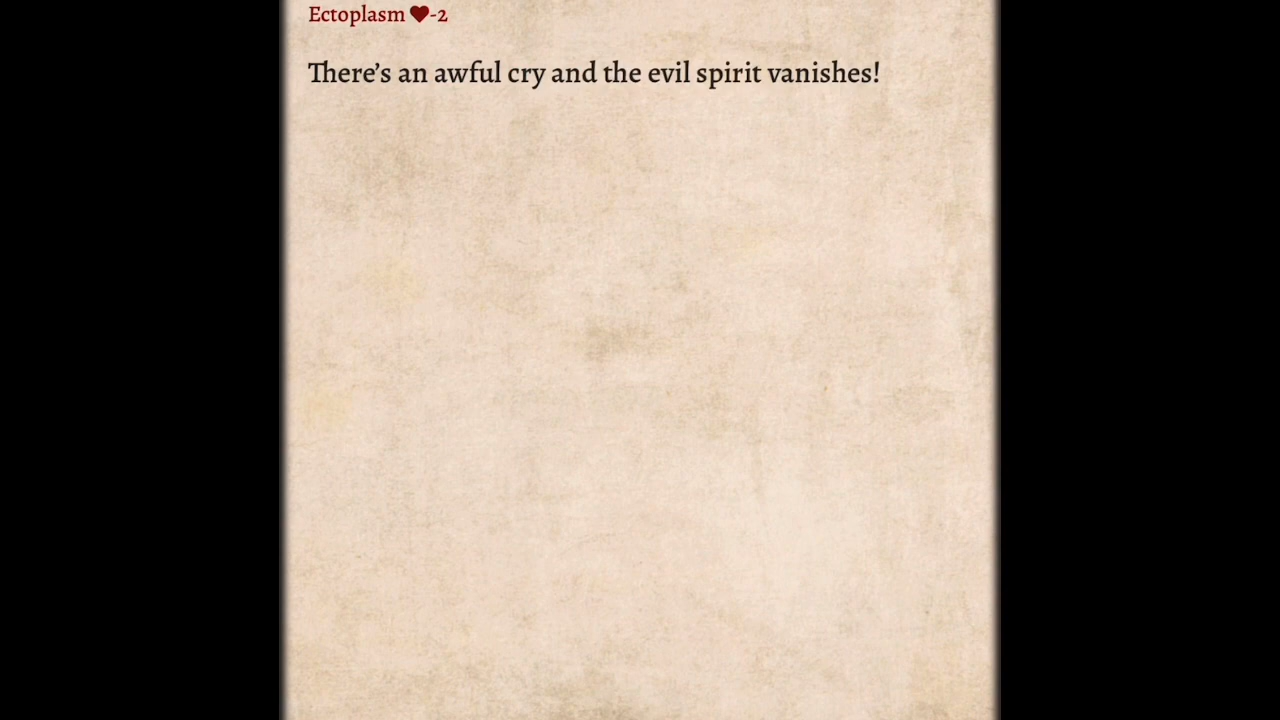 Ectoplasm ♥-2
There’s an awful cry and the evil spirit vanishes!